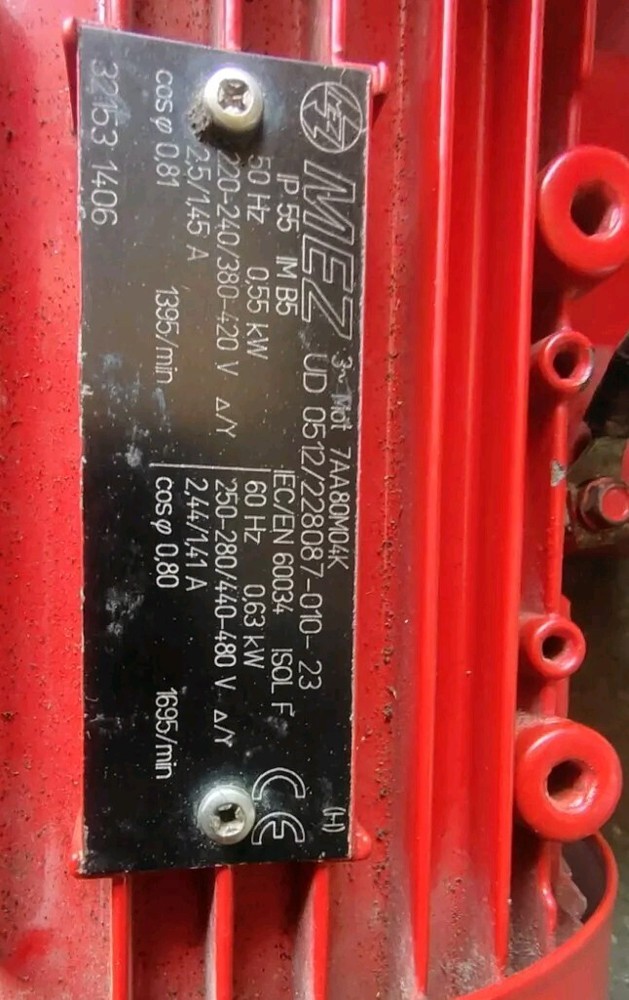 MEZ 3~ Mot 7AA80M04K (H)
UD 0512/228087-010-23
IP 55 IM B5 IEC/EN 60034 ISOL F
50 Hz 0,55 kW 60 Hz 0,63 kW
220-240/380-420 V Δ/Y 250-280/440-480 V Δ/Y
2,5/1,45 A 2,44/1,41 A
cosφ 0,81 1395/min cosφ 0,80 1695/min
32153 1406
CE